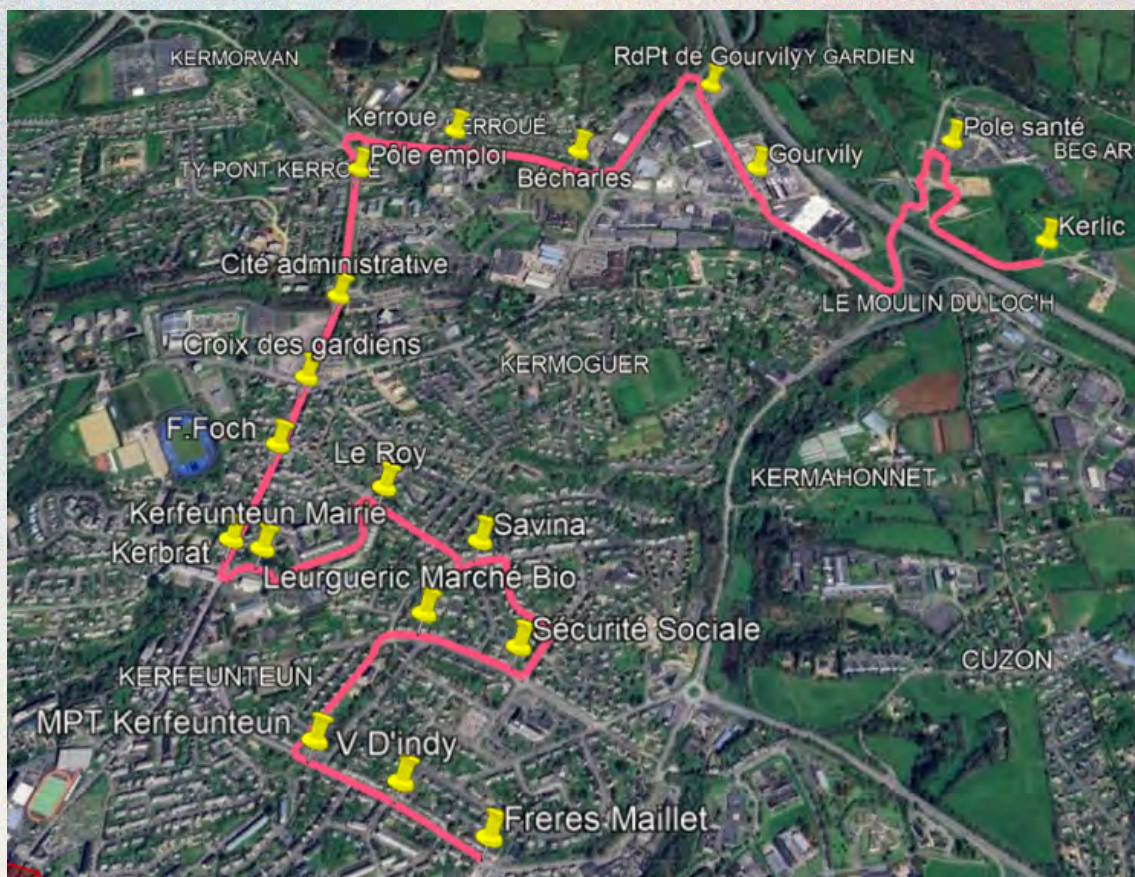 KERMORVAN
RdPt de Gourvily
Y GARDIEN
Kerroue
ERROUÉ
Pole santé
BEG AR
TY PONT KERROUE
Pôle emploi
Bécharles
Gourvily
Kerlic
Cité administrative
LE MOULIN DU LOC'H
Croix des gardiens
KERMOGUER
F.Foch
Le Roy
KERMAHONNET
Kerfeunteun Mairie
Savina
Kerbrat
Leurgueric Marché Bio
Sécurité Sociale
CUZON
KERFEUNTEUN
MPT Kerfeunteun
V.D'indy
Freres Maillet